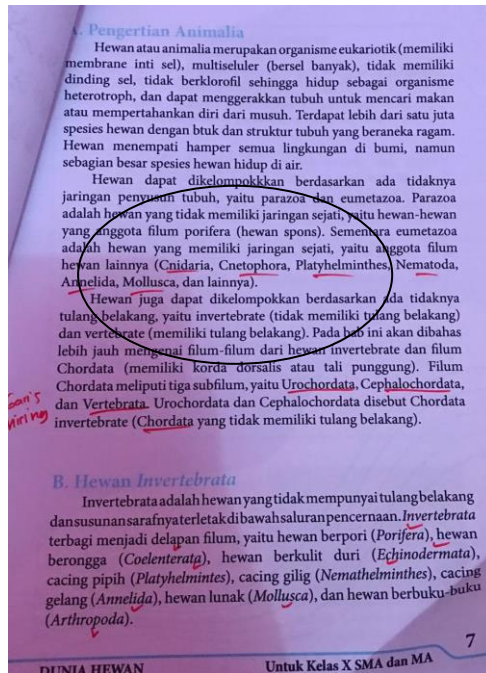 A. Pengertian Animalia
Hewan atau animalia merupakan organisme eukariotik (memiliki
membrane inti sel), multiseluler (bersel banyak), tidak memiliki
dinding sel, tidak berklorofil sehingga hidup sebagai organisme
heterotroph, dan dapat menggerakkan tubuh untuk mencari makan
atau mempertahankan diri dari musuh. Terdapat lebih dari satu juta
spesies hewan dengan btuk dan struktur tubuh yang beraneka ragam.
Hewan menempati hamper semua lingkungan di bumi, namun
sebagian besar spesies hewan hidup di air.
Hewan dapat dikelompokkkan berdasarkan ada tidaknya
jaringan penyusun tubuh, yaitu parazoa dan eumetazoa. Parazoa
adalah hewan yang tidak memiliki jaringan sejati, yaitu hewan-hewan
yang anggota filum porifera (hewan spons). Sementara eumetazoa
adalah hewan yang memiliki jaringan sejati, yaitu anggota filum
hewan lainnya (Cnidaria, Cnetophora, Platyhelminthes, Nematoda,
Annelida, Mollusca, dan lainnya).
Hewan juga dapat dikelompokkan berdasarkan ada tidaknya
tulang belakang, yaitu invertebrate (tidak memiliki tulang belakang)
dan vertebrate (memiliki tulang belakang). Pada bab ini akan dibahas
lebih jauh mengenai filum-filum dari hewan invertebrate dan filum
Chordata (memiliki korda dorsalis atau tali punggung). Filum
Chordata meliputi tiga subfilum, yaitu Urochordata, Cephalochordata,
dan Vertebrata. Urochordata dan Cephalochordata disebut Chordata
invertebrate (Chordata yang tidak memiliki tulang belakang).
B. Hewan Invertebrata
Invertebrata adalah hewan yang tidak mempunyai tulang belakang
dan susunan sarafnya terletak di bawah saluran pencernaan. Invertebrata
terbagi menjadi delapan filum, yaitu hewan berpori (Porifera), hewan
berongga (Coelenterata), hewan berkulit duri (Echinodermata),
cacing pipih (Platyhelmintes), cacing gilig (Nemathelminthes), cacing
gelang (Annelida), hewan lunak (Mollusca), dan hewan berbuku-buku
(Arthropoda).
7
DUNIA HEWAN Untuk Kelas X SMA dan MA